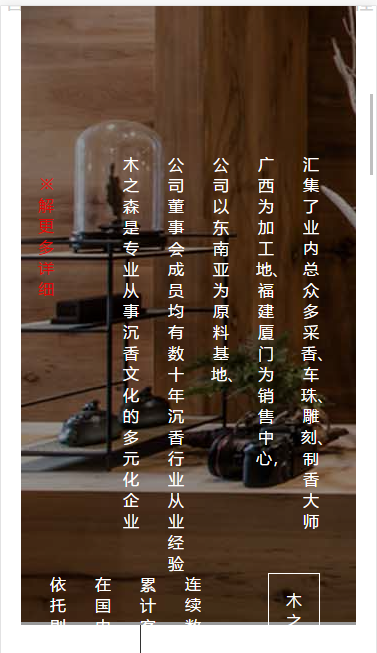 ※解出多详细
木之森是专业从事沉香文化的多元化企业
公司董事会成员均有数十年沉香行业从业经验
公司以东南亚为原料基地、
广西为加工地、福建厦门为销售中心，
汇集了业内总众多采香、车珠、雕刻、制香大师
依托
在国
累计
连续
木之